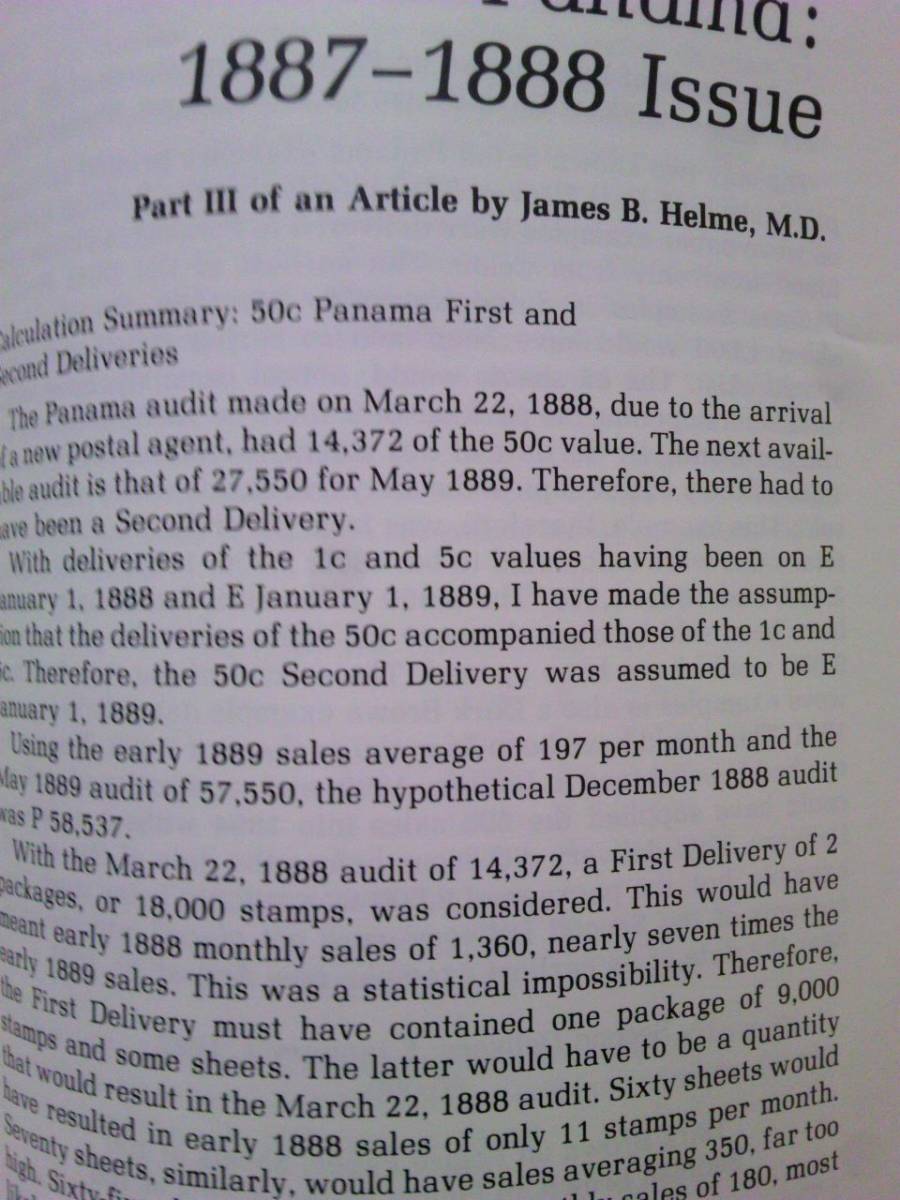 1887–1888 Issue
Part III of an Article by James B. Helme, M.D.
alculation Summary: 50c Panama First and
econd Deliveries
The Panama audit made on March 22, 1888, due to the arrival
f a new postal agent, had 14,372 of the 50c value. The next avail-
ble audit is that of 27,550 for May 1889. Therefore, there had to
ave been a Second Delivery.
With deliveries of the 1c and 5c values having been on E
anuary 1, 1888 and E January 1, 1889, I have made the assump-
ion that the deliveries of the 50c accompanied those of the 1c and
c. Therefore, the 50c Second Delivery was assumed to be E
anuary 1, 1889.
Using the early 1889 sales average of 197 per month and the
May 1889 audit of 57,550, the hypothetical December 1888 audit
was P 58,537.
With the March 22, 1888 audit of 14,372, a First Delivery of 2
packages, or 18,000 stamps, was considered. This would have
meant early 1888 monthly sales of 1,360, nearly seven times the
early 1889 sales. This was a statistical impossibility. Therefore,
the First Delivery must have contained one package of 9,000
stamps and some sheets. The latter would have to be a quantity
that would result in the March 22, 1888 audit. Sixty sheets would
have resulted in early 1888 sales of only 11 stamps per month.
Seventy sheets, similarly, would have sales averaging 350, far too
high. sales of 180, most